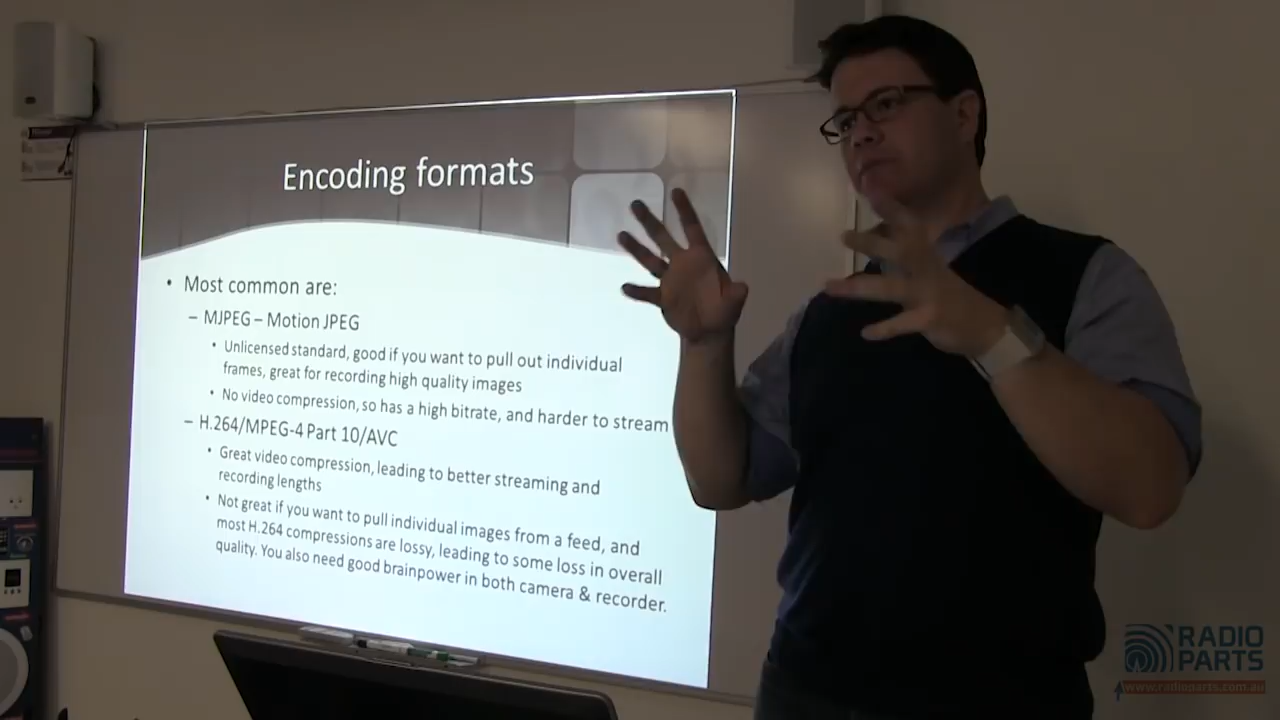 Encoding formats
• Most common are:
– MJPEG – Motion JPEG
• Unlicensed standard, good if you want to pull out individual
frames, great for recording high quality images
• No video compression, so has a high bitrate, and harder to stream
– H.264/MPEG-4 Part 10/AVC
• Great video compression, leading to better streaming and
recording lengths
• Not great if you want to pull individual images from a feed, and
most H.264 compressions are lossy, leading to some loss in overall
quality. You also need good brainpower in both camera & recorder.
RADIO
PARTS
www.radioparts.com.au